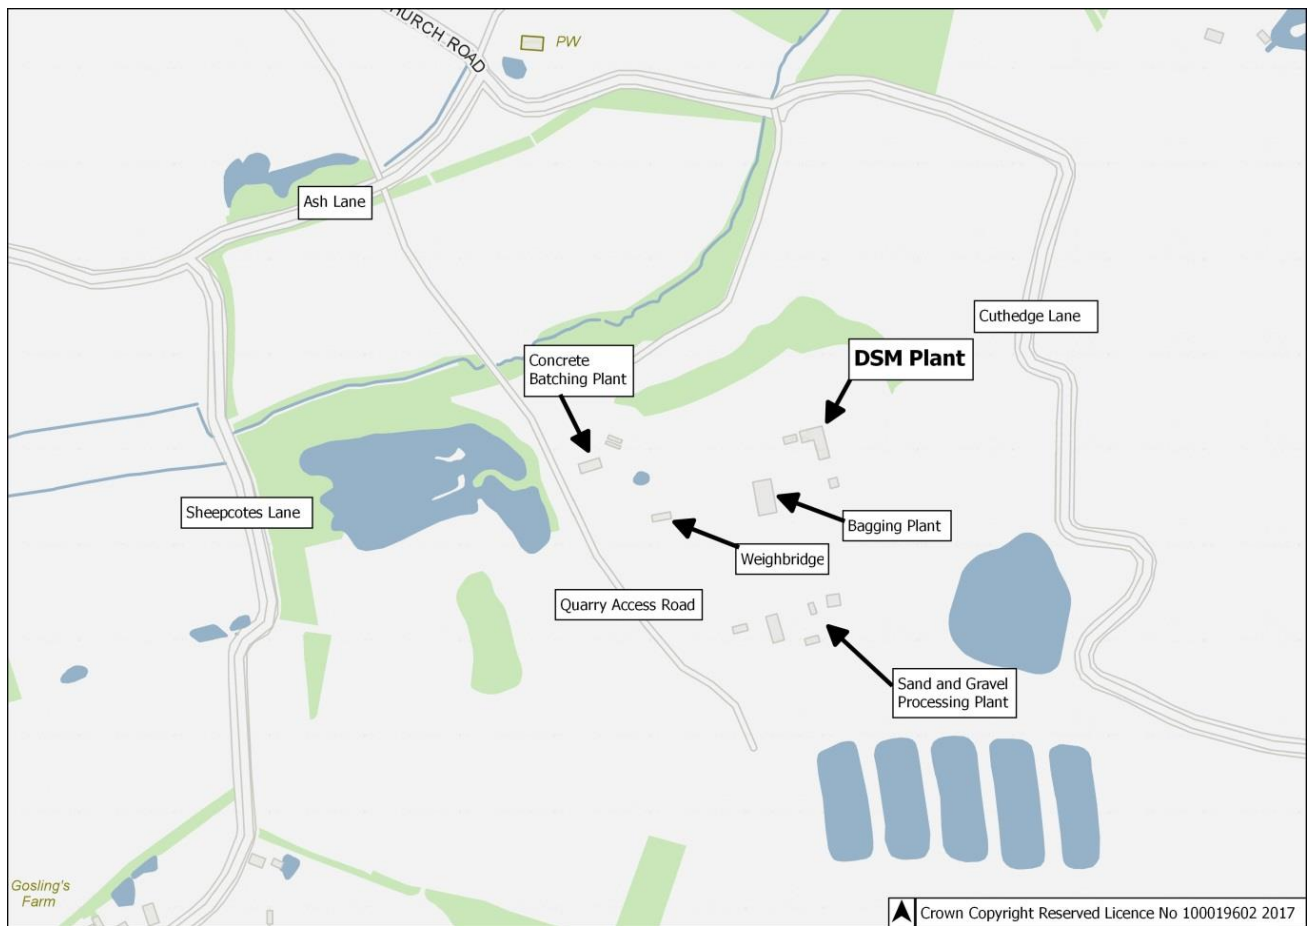 CHURCH ROAD
PW
Ash Lane
Cuthedge Lane
Concrete
Batching Plant
DSM Plant
Sheepcotes Lane
Bagging Plant
Weighbridge
Quarry Access Road
Sand and Gravel
Processing Plant
Gosling's
Farm
Crown Copyright Reserved Licence No 100019602 2017